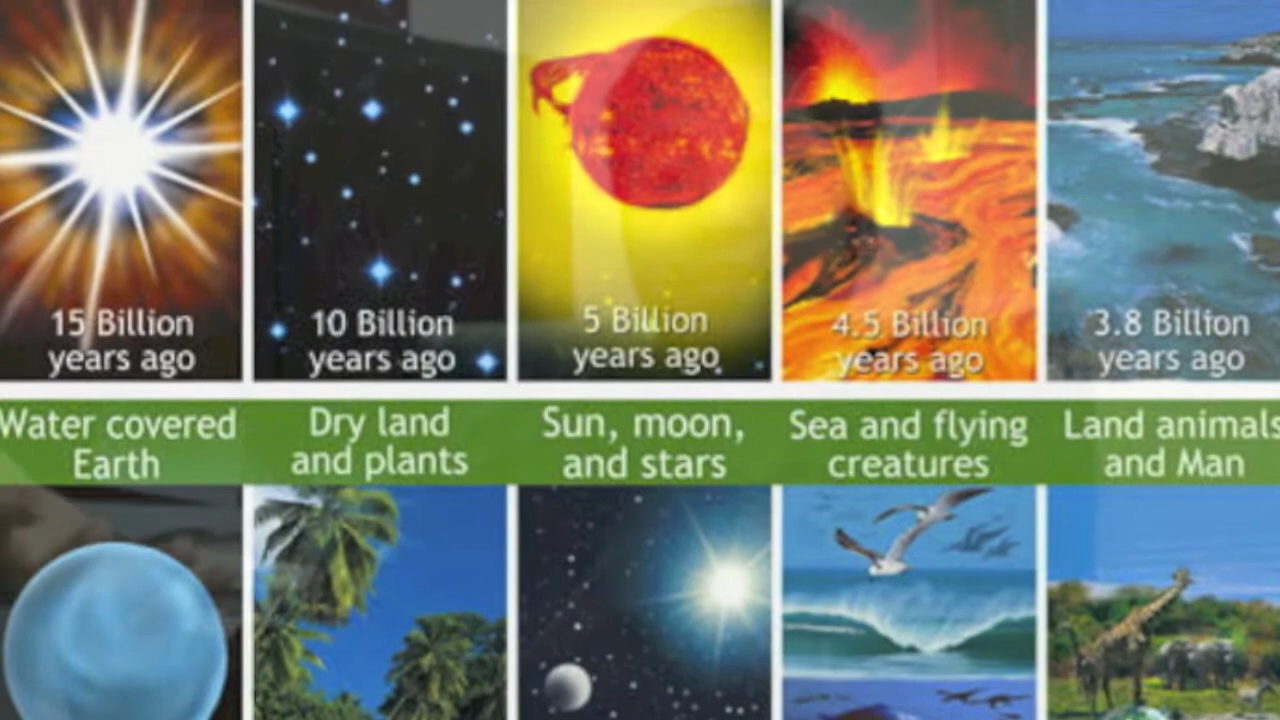 15 Billion
years ago
10 Billion
years ago
5 Billion
years ago
4.5 Billion
years ago
3.8 Billion
years ago
Water covered
Earth
Dry land
and plants
Sun, moon,
and stars
Sea and flying
creatures
Land animals
and Man